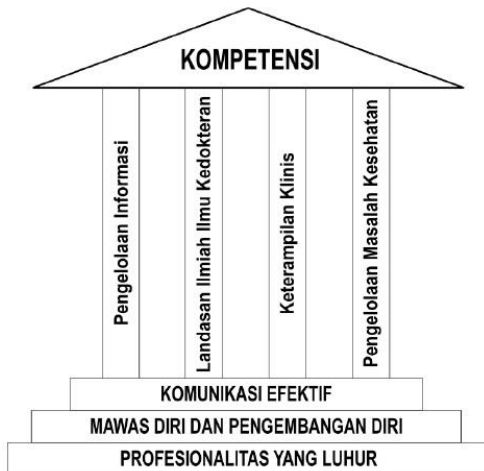 KOMPETENSI
Pengelolaan Informasi
Landasan Ilmiah Ilmu Kedokteran
Keterampilan Klinis
Pengelolaan Masalah Kesehatan
KOMUNIKASI EFEKTIF
MAWAS DIRI DAN PENGEMBANGAN DIRI
PROFESIONALITAS YANG LUHUR